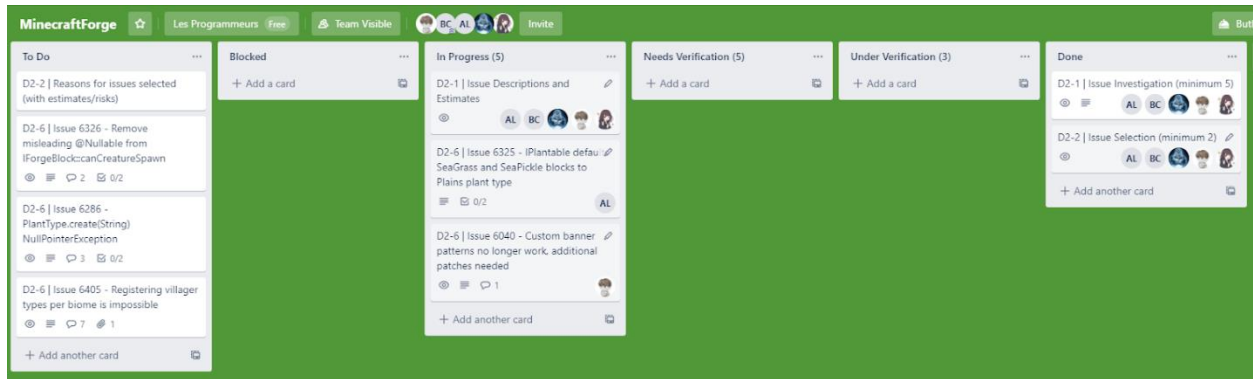 MinecraftForge Les Programmeurs Free Team Visible BC AL Invite
To Do
D2-2 | Reasons for issues selected
(with estimates/risks)
D2-6 | Issue 6326 - Remove
misleading @Nullable from
IForgeBlock::canCreatureSpawn
2 0/2
D2-6 | Issue 6286 -
PlantType.create(String)
NullPointerException
3 0/2
D2-6 | Issue 6405 - Registering villager
types per biome is impossible
7 1
+ Add another card
Blocked
+ Add a card
In Progress (5)
D2-1 | Issue Descriptions and
Estimates
AL BC
D2-6 | Issue 6325 - IPlantable defau
SeaGrass and SeaPickle blocks to
Plains plant type
0/2 AL
D2-6 | Issue 6040 - Custom banner
patterns no longer work, additional
patches needed
1
+ Add another card
Needs Verification (5)
+ Add a card
Under Verification (3)
+ Add a card
Done
D2-1 | Issue Investigation (minimum 5)
AL BC
D2-2 | Issue Selection (minimum 2)
AL BC
+ Add another card